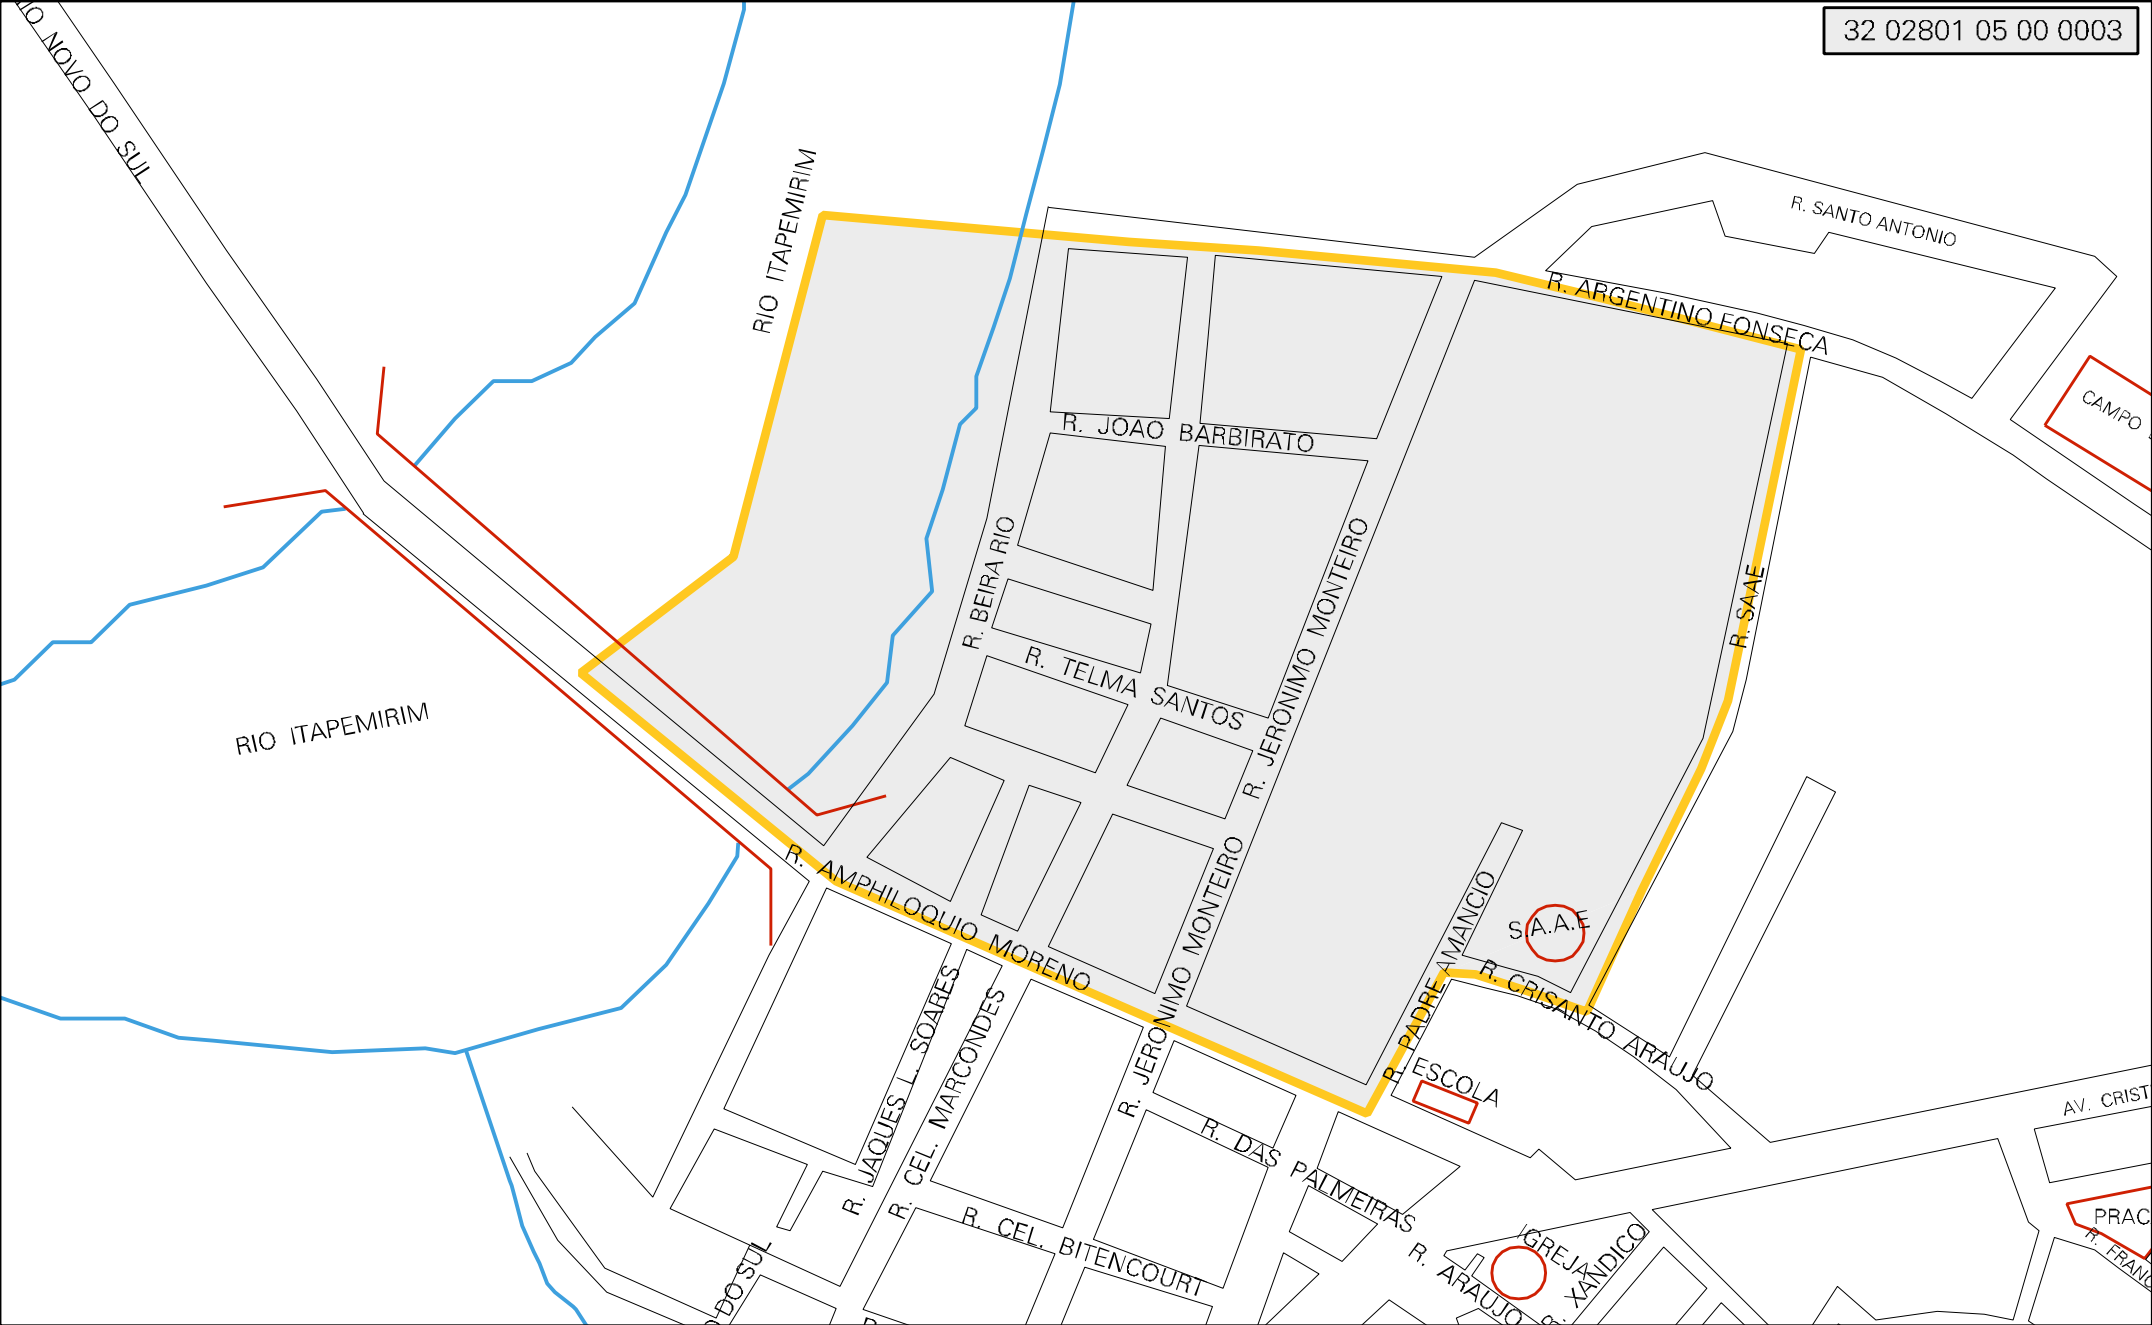 32 02801 05 00 0003
NOVO DO SUL
RIO ITAPEMIRIM
R. SANTO ANTONIO
R. ARGENTINO FONSECA
CAMPO
R. JOAO BARBIRATO
R. BEIRA RIO
R. JERONIMO MONTEIRO
R. SAAE
R. TELMA SANTOS
RIO ITAPEMIRIM
R. AMPHILOQUIO MORENO
R. JERONIMO MONTEIRO
R. PADRE AMANCIO
S.A.A.E
R. CRISANTO ARAUJO
R. JAQUES L. SOARES
R. CEL. MARCONDES
ESCOLA
AV. CRIST
R. DAS PALMEIRAS
R. CEL. BITENCOURT
DO SUL
R. ARAUJO
IGREJA
R. XANDICO
PRAC
R. FRANC